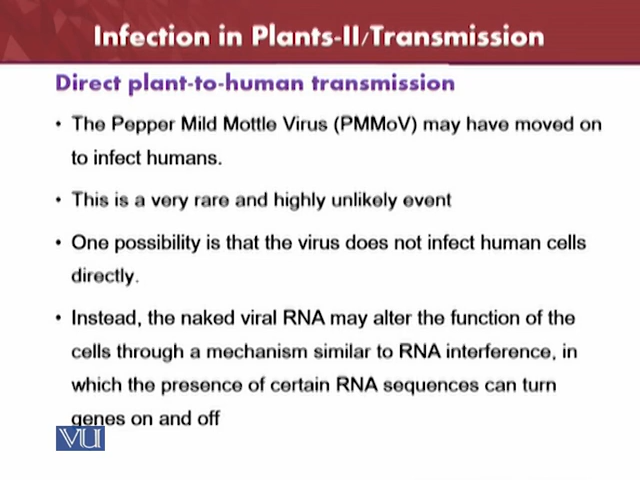 Infection in Plants-II/Transmission
Direct plant-to-human transmission
• The Pepper Mild Mottle Virus (PMMoV) may have moved on
to infect humans.
• This is a very rare and highly unlikely event
• One possibility is that the virus does not infect human cells
directly.
• Instead, the naked viral RNA may alter the function of the
cells through a mechanism similar to RNA interference, in
which the presence of certain RNA sequences can turn
genes on and off
VU